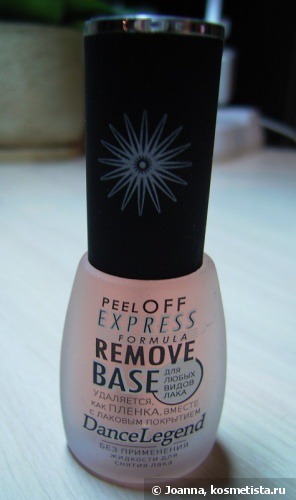 PEEL OFF
EXPRESS
FORMULA
REMOVE
BASE
ДЛЯ
ЛЮБЫХ
ВИДОВ
ЛАКА
УДАЛЯЕТСЯ,
КАК ПЛЕНКА, ВМЕСТЕ
С ЛАКОВЫМ ПОКРЫТИЕМ
DanceLegend
БЕЗ ПРИМЕНЕНИЯ
ЖИДКОСТИ ДЛЯ
СНЯТИЯ ЛАКА
© Joanna, kosmetista.ru